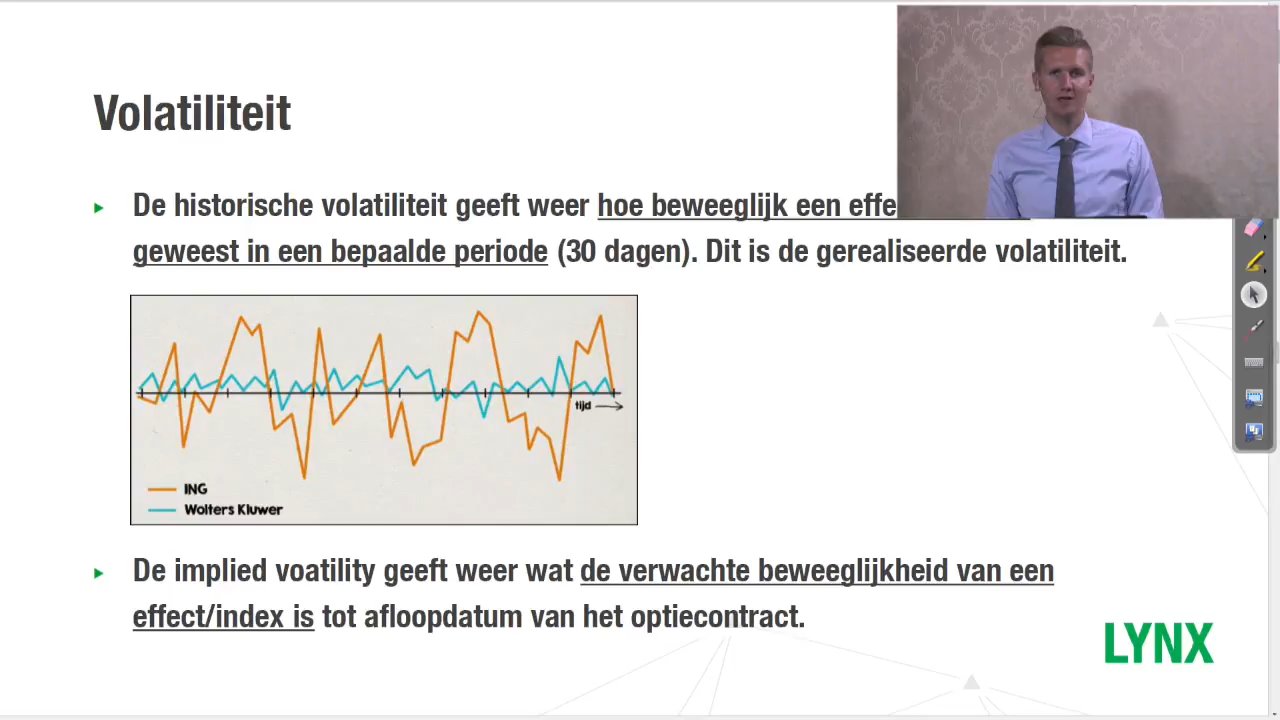 Volatiliteit
De historische volatiliteit geeft weer hoe beweeglijk een
geweest in een bepaalde periode (30 dagen). Dit is de gerealiseerde volatiliteit.
tijd
ING
Wolters Kluwer
De implied voatility geeft weer wat de verwachte beweeglijkheid van een
effect/index is tot afloopdatum van het optiecontract.
LYNX